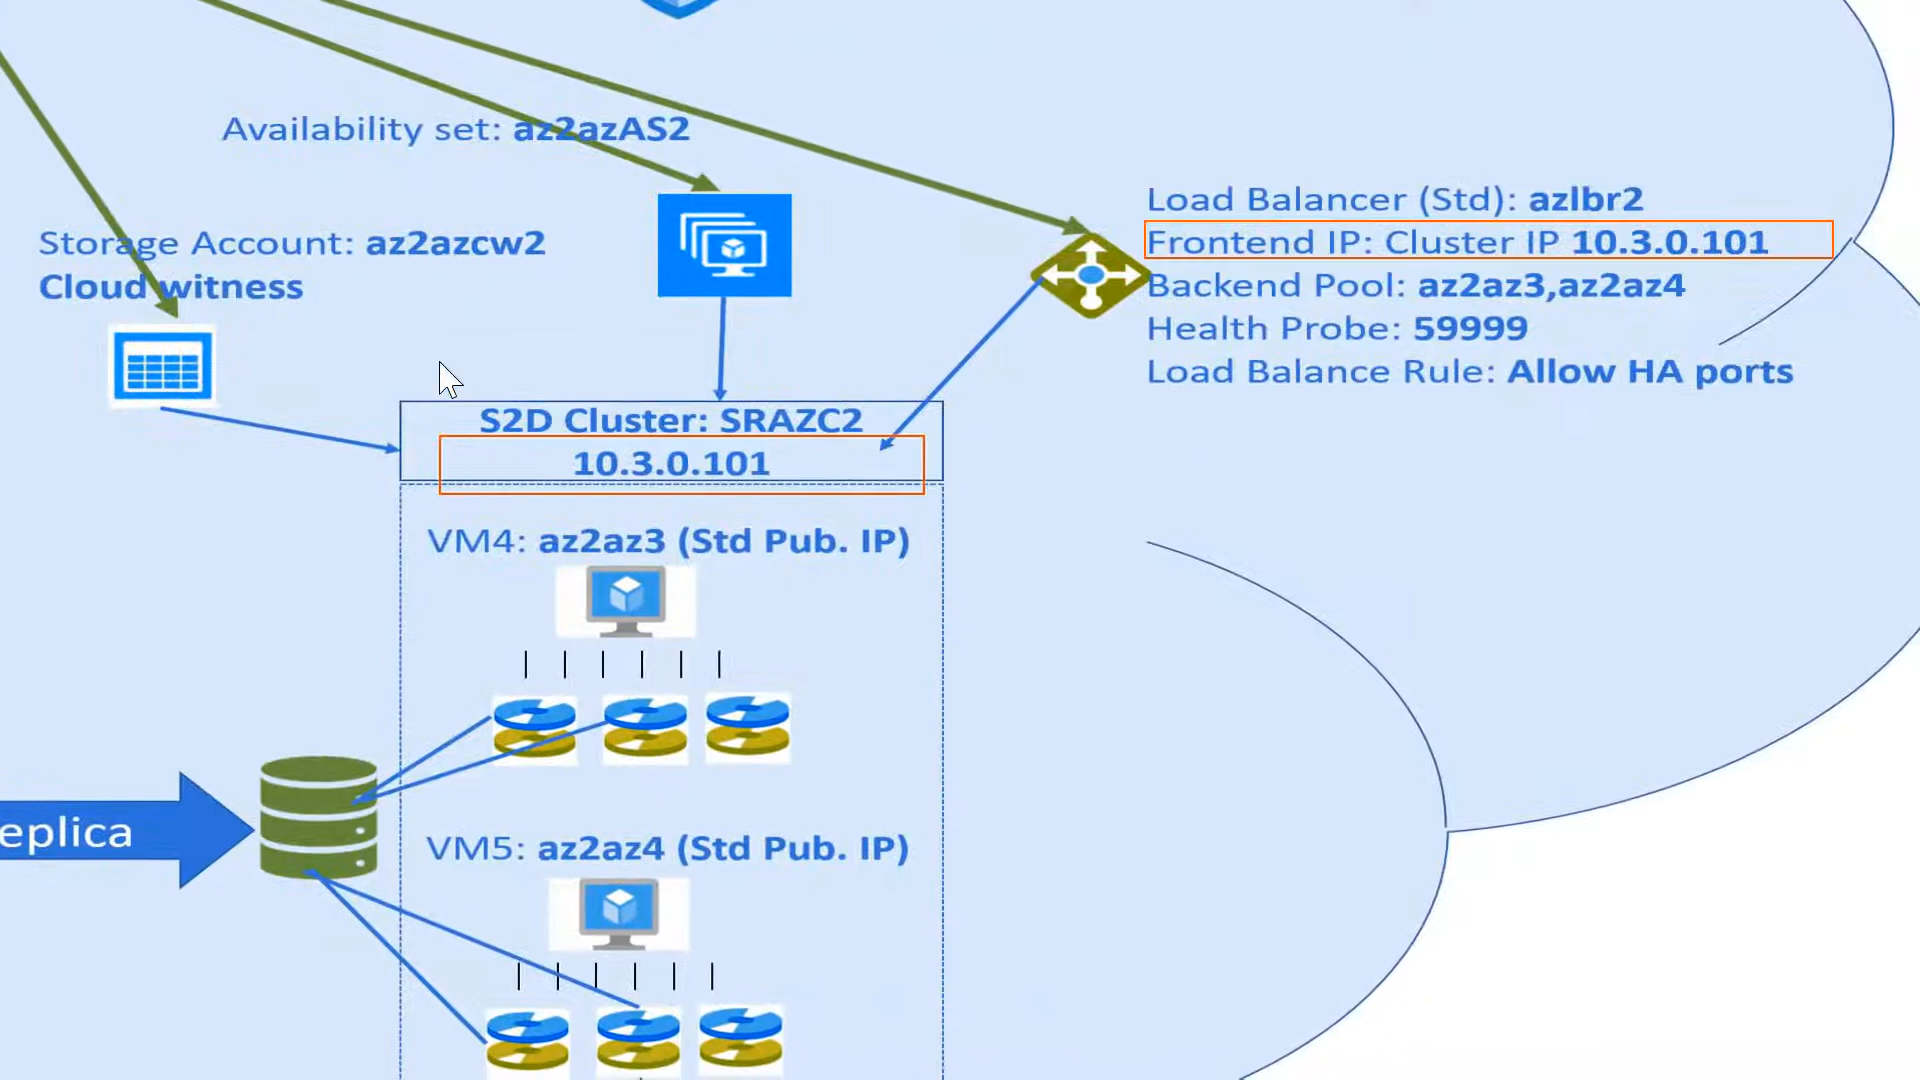 Availability set: az2azAS2
Storage Account: az2azcw2
Cloud witness
Load Balancer (Std): azlbr2
Frontend IP: Cluster IP 10.3.0.101
Backend Pool: az2az3,az2az4
Health Probe: 59999
Load Balance Rule: Allow HA ports
S2D Cluster: SRAZC2
10.3.0.101
VM4: az2az3 (Std Pub. IP)
eplica
VM5: az2az4 (Std Pub. IP)